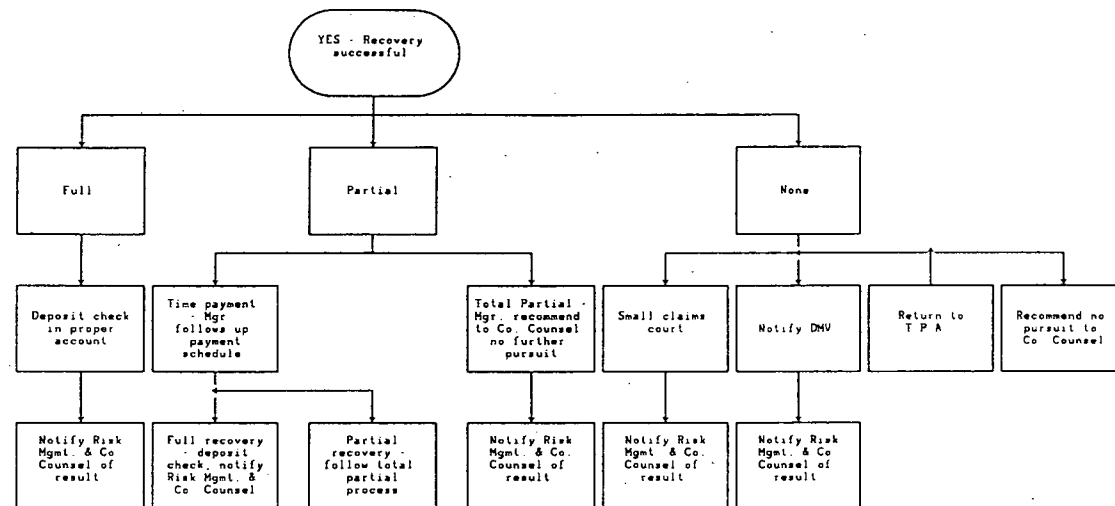 YES - Recovery
successful
Full
Partial
None
Deposit check
in proper
account
Time payment
- Mgr
follows up
payment
schedule
Total Partial -
Mgr. recommend
to Co. Counsel
no further
pursuit
Small claims
court
Notify DMV
Return to
T P A
Recommend no
pursuit to
Co Counsel
Notify Risk
Mgmt. & Co
Counsel of
result
Full recovery
- deposit
check, notify
Risk Mgmt. &
Co Counsel
Partial
recovery -
follow total
partial
process
Notify Risk
Mgmt. & Co.
Counsel of
result
Notify Risk
Mgmt. & Co.
Counsel of
result
Notify Risk
Mgmt. & Co
Counsel of
result